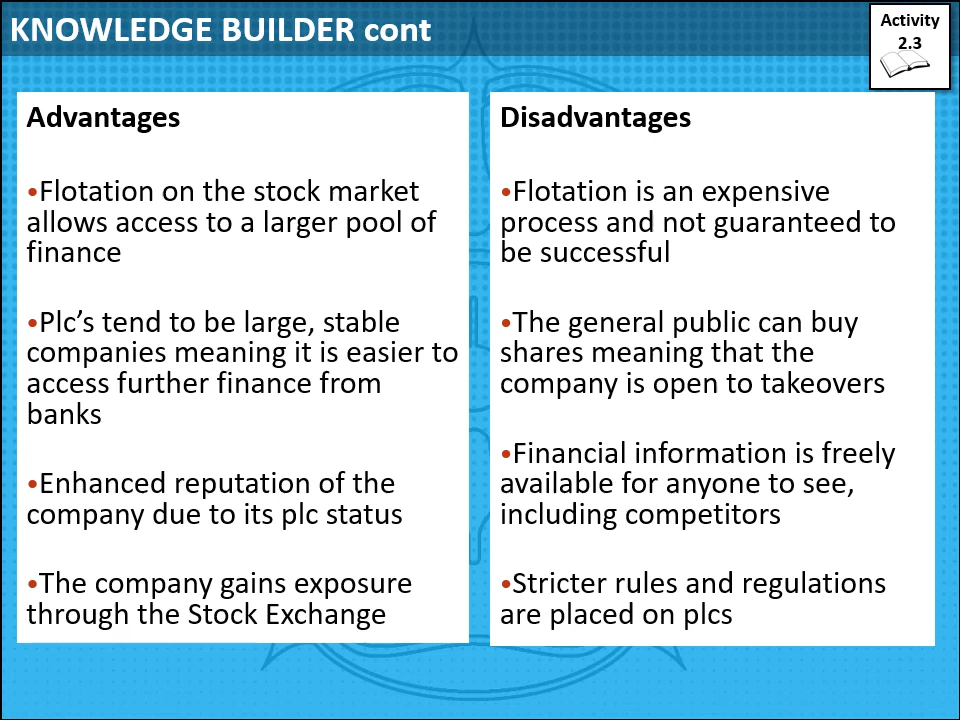 KNOWLEDGE BUILDER cont
Activity
2.3
Advantages
•Flotation on the stock market
allows access to a larger pool of
finance
•Plc’s tend to be large, stable
companies meaning it is easier to
access further finance from
banks
•Enhanced reputation of the
company due to its plc status
•The company gains exposure
through the Stock Exchange
Disadvantages
•Flotation is an expensive
process and not guaranteed to
be successful
•The general public can buy
shares meaning that the
company is open to takeovers
•Financial information is freely
available for anyone to see,
including competitors
•Stricter rules and regulations
are placed on plcs